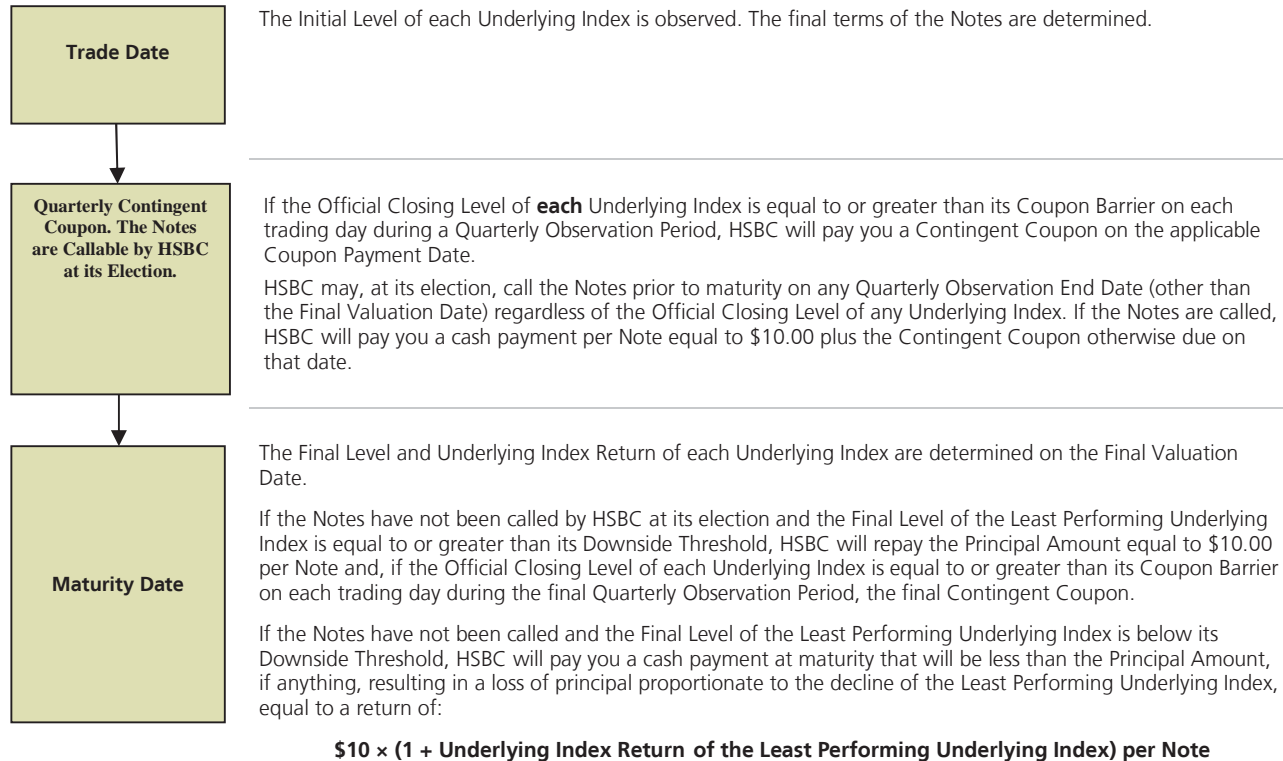 Trade Date
The Initial Level of each Underlying Index is observed. The final terms of the Notes are determined.
Quarterly Contingent
Coupon. The Notes
are Callable by HSBC
at its Election.
If the Official Closing Level of each Underlying Index is equal to or greater than its Coupon Barrier on each
trading day during a Quarterly Observation Period, HSBC will pay you a Contingent Coupon on the applicable
Coupon Payment Date.
HSBC may, at its election, call the Notes prior to maturity on any Quarterly Observation End Date (other than
the Final Valuation Date) regardless of the Official Closing Level of any Underlying Index. If the Notes are called,
HSBC will pay you a cash payment per Note equal to $10.00 plus the Contingent Coupon otherwise due on
that date.
Maturity Date
The Final Level and Underlying Index Return of each Underlying Index are determined on the Final Valuation
Date.
If the Notes have not been called by HSBC at its election and the Final Level of the Least Performing Underlying
Index is equal to or greater than its Downside Threshold, HSBC will repay the Principal Amount equal to $10.00
per Note and, if the Official Closing Level of each Underlying Index is equal to or greater than its Coupon Barrier
on each trading day during the final Quarterly Observation Period, the final Contingent Coupon.
If the Notes have not been called and the Final Level of the Least Performing Underlying Index is below its
Downside Threshold, HSBC will pay you a cash payment at maturity that will be less than the Principal Amount,
if anything, resulting in a loss of principal proportionate to the decline of the Least Performing Underlying Index,
equal to a return of:
$10 × (1 + Underlying Index Return of the Least Performing Underlying Index) per Note